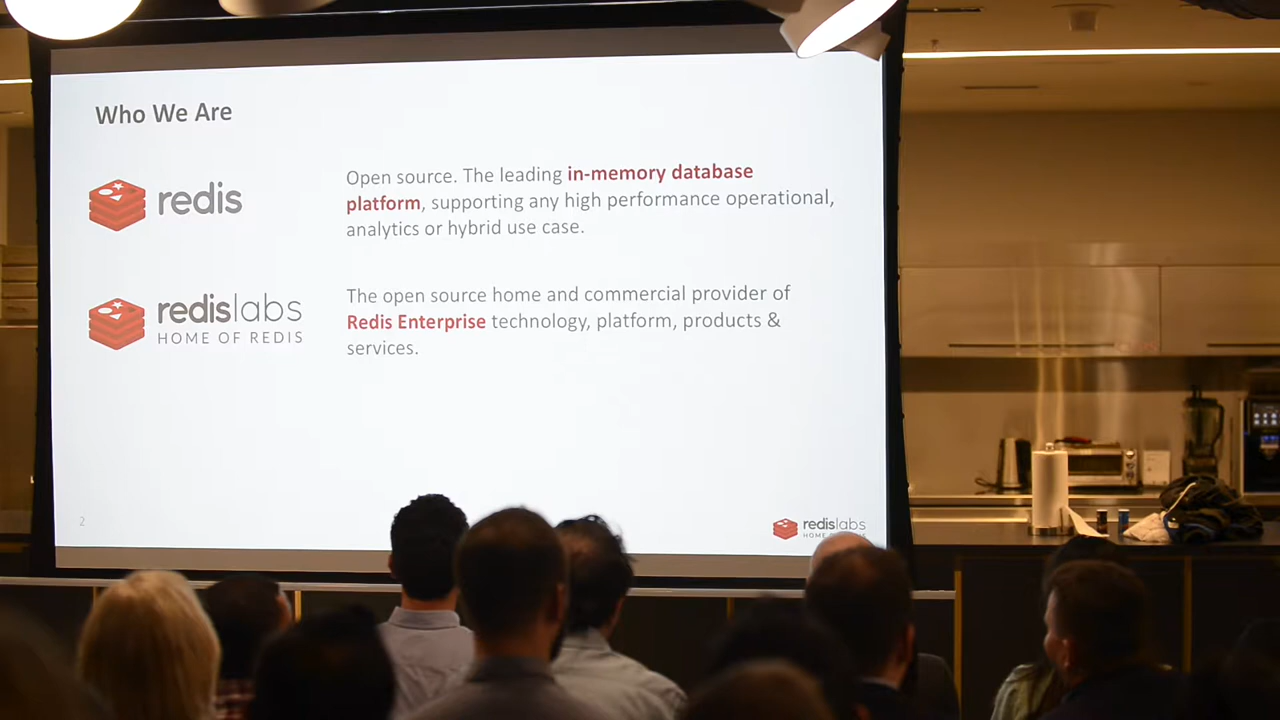 Who We Are
redis
Open source. The leading in-memory database
platform, supporting any high performance operational,
analytics or hybrid use case.
redislabs
HOME OF REDIS
The open source home and commercial provider of
Redis Enterprise technology, platform, products &
services.
2
redislabs
HOME OF